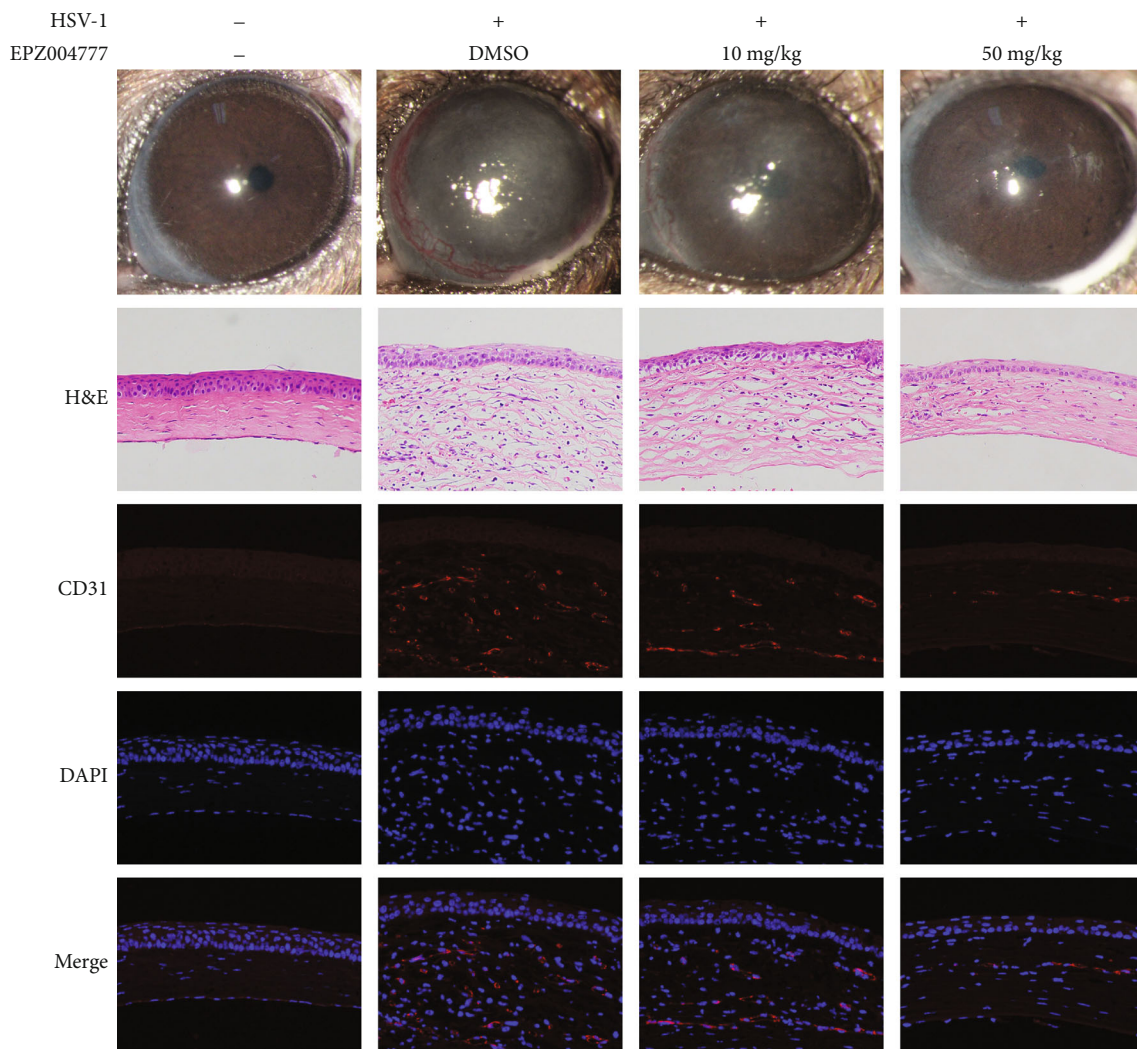 HSV-1 – + + +
EPZ004777 – DMSO 10 mg/kg 50 mg/kg
H&E
CD31
DAPI
Merge